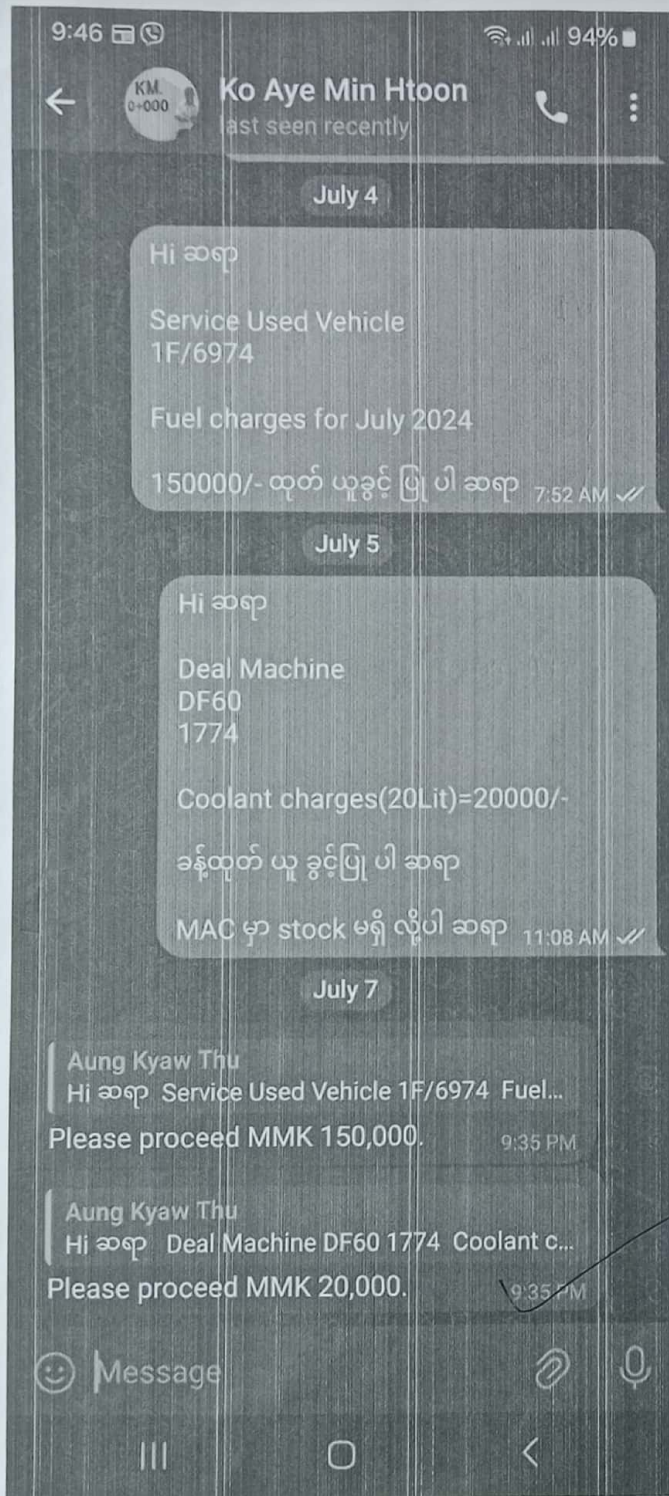 9:46 94%
KM.
0+000
Ko Aye Min Htoon
last seen recently
July 4
Hi ဆရာ
Service Used Vehicle
1F/6974
Fuel charges for July 2024
150000/- ထုတ် ယူခွင့် ပြု ပါ ဆရာ 7:52 AM
July 5
Hi ဆရာ
Deal Machine
DF60
1774
Coolant charges(20Lit)=20000/-
ခန့်ထုတ် ယူ ခွင့်ပြု ပါ ဆရာ
MAC မှာ stock မရှိ လို့ပါ ဆရာ 11:08 AM
July 7
Aung Kyaw Thu
Hi ဆရာ Service Used Vehicle 1F/6974 Fuel...
Please proceed MMK 150,000. 9:35 PM
Aung Kyaw Thu
Hi ဆရာ Deal Machine DF60 1774 Coolant c...
Please proceed MMK 20,000. 9:35 PM
Message